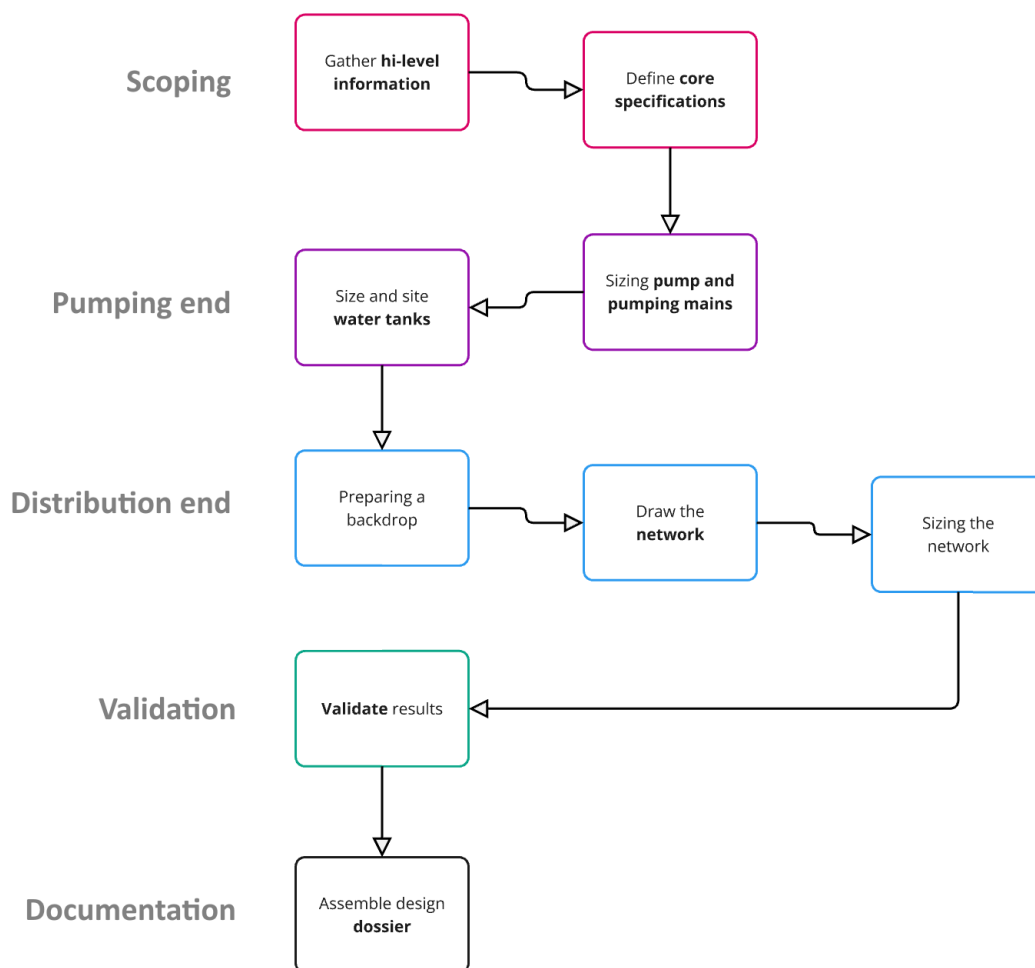 Scoping
Gather hi-level
information
Define core
specifications
Pumping end
Size and site
water tanks
Sizing pump and
pumping mains
Distribution end
Preparing a
backdrop
Draw the
network
Sizing the
network
Validation
Validate results
Documentation
Assemble design
dossier